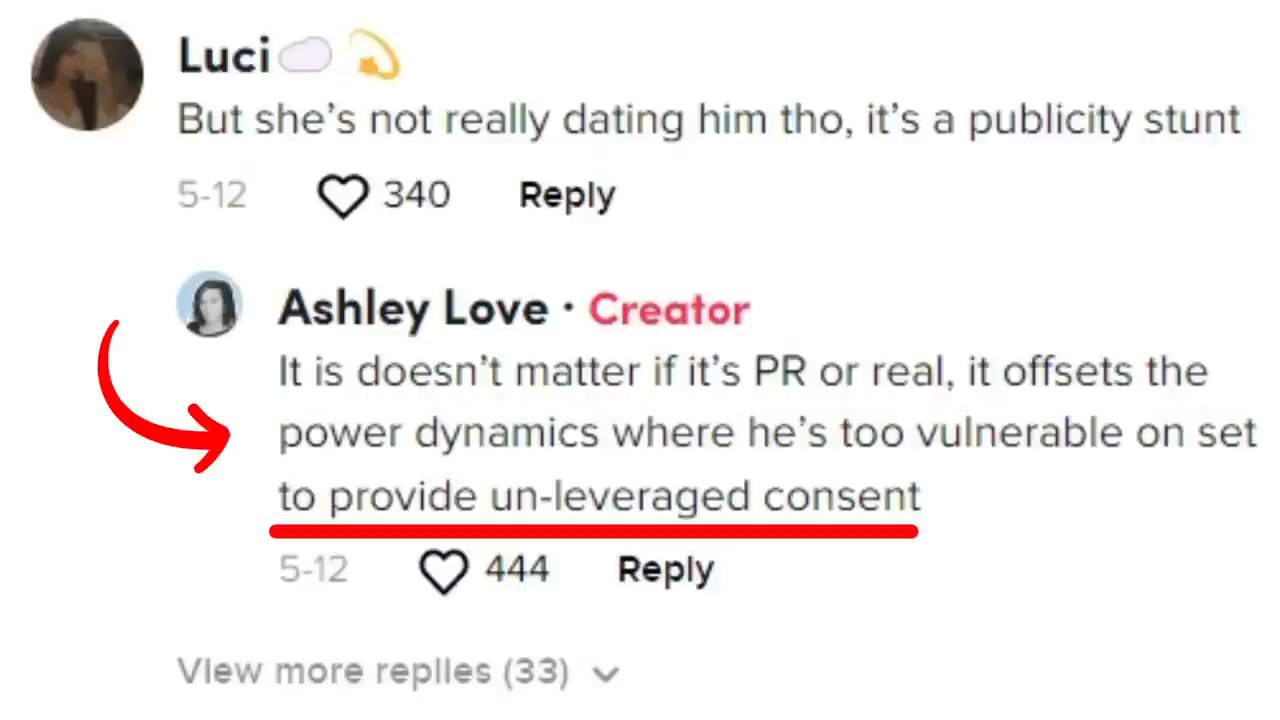 Luci
But she's not really dating him tho, it's a publicity stunt
5-12 340 Reply
Ashley Love · Creator
It is doesn't matter if it's PR or real, it offsets the
power dynamics where he's too vulnerable on set
to provide un-leveraged consent
5-12 444 Reply
View more replies (33)